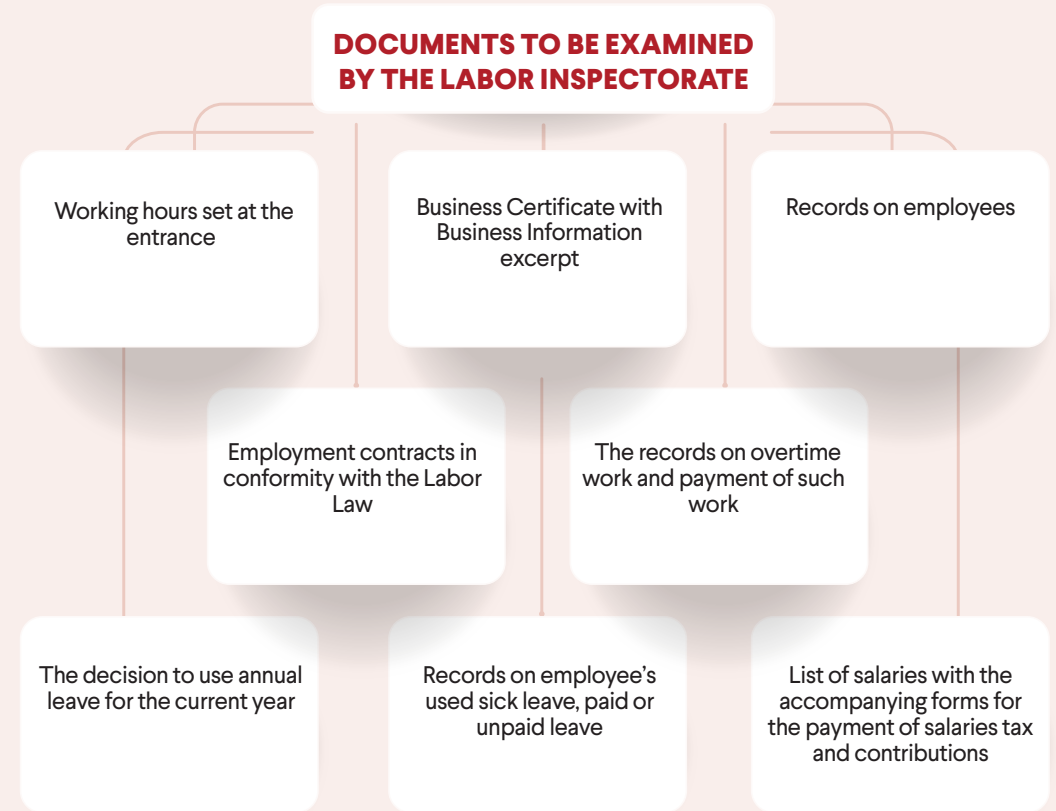 DOCUMENTS TO BE EXAMINED
BY THE LABOR INSPECTORATE
Working hours set at the
entrance
Business Certificate with
Business Information
excerpt
Records on employees
Employment contracts in
conformity with the Labor
Law
The records on overtime
work and payment of such
work
The decision to use annual
leave for the current year
Records on employee’s
used sick leave, paid or
unpaid leave
List of salaries with the
accompanying forms for
the payment of salaries tax
and contributions